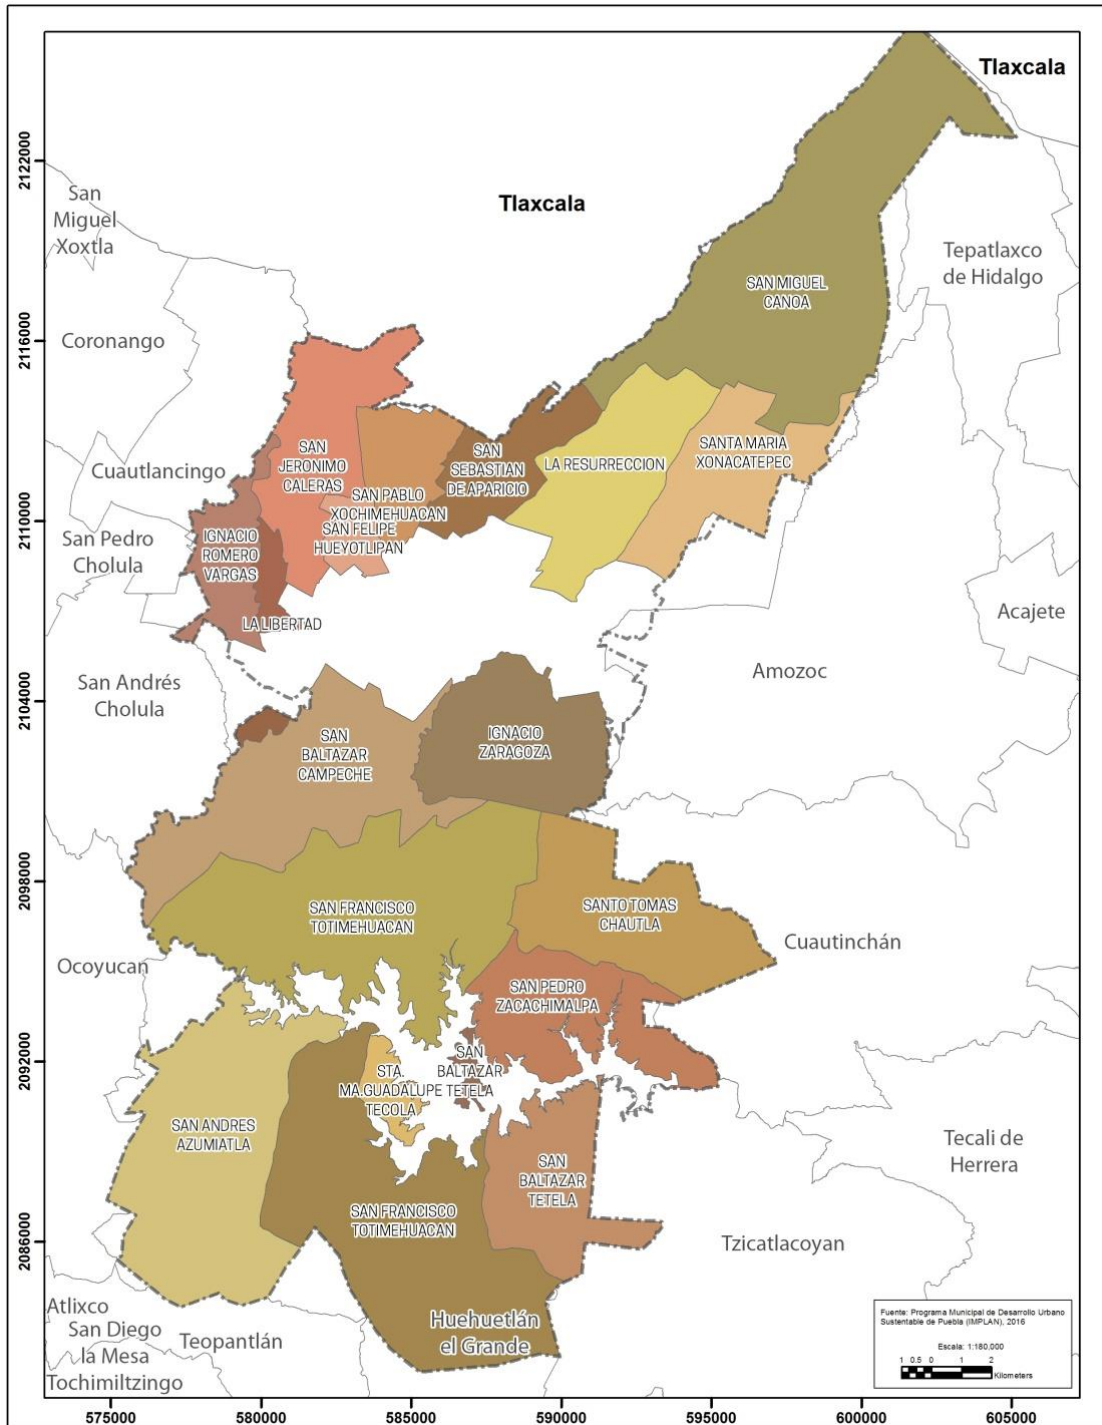 Tlaxcala
Tlaxcala
2122000
San
Miguel
Xoxtla
Tepatlaxco
de Hidalgo
SAN MIGUEL
CANOA
2116000
Coronango
SAN
JERONIMO
CALERAS
SANTA MARIA
XONACATEPEC
Cuautlancingo
SAN
SEBASTIAN
DE APARICIO
LA RESURRECCION
SAN PABLO
XOCHIMEHUACAN
2110000
SAN FELIPE
HUEYOTLIPAN
San Pedro
Cholula
IGNACIO
ROMERO
VARGAS
LA LIBERTAD
Acajete
San Andrés
Cholula
Amozoc
2104000
SAN
BALTAZAR
CAMPECHE
IGNACIO
ZARAGOZA
2098000
SAN FRANCISCO
TOTIMEHUACAN
SANTO TOMAS
CHAUTLA
Cuautinchán
Ocoyucan
SAN PEDRO
ZACACHIMALPA
2092000
STA.
MA.GUADALUPE
TECOLA
SAN
BALTAZAR
TETELA
SAN ANDRES
AZUMIATLA
Tecali de
Herrera
SAN
BALTAZAR
TETELA
SAN FRANCISCO
TOTIMEHUACAN
2086000
Tzicatlacoyan
Atlixco
San Diego
la Mesa
Tochimiltzingo
Teopantlán
Huehuetlán
el Grande
Fuente: Programa Municipal de Desarrollo Urbano
Sustentable de Puebla (IMPLAN), 2016
Escala: 1:180,000
1 0.5 0 1 2
Kilometers
575000 580000 585000 590000 595000 600000 605000